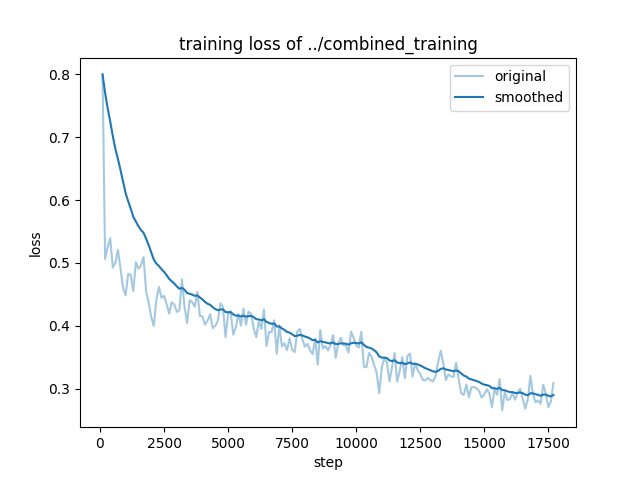 training loss of ../combined_training
original
smoothed
loss
0.8
0.7
0.6
0.5
0.4
0.3
0 2500 5000 7500 10000 12500 15000 17500
step